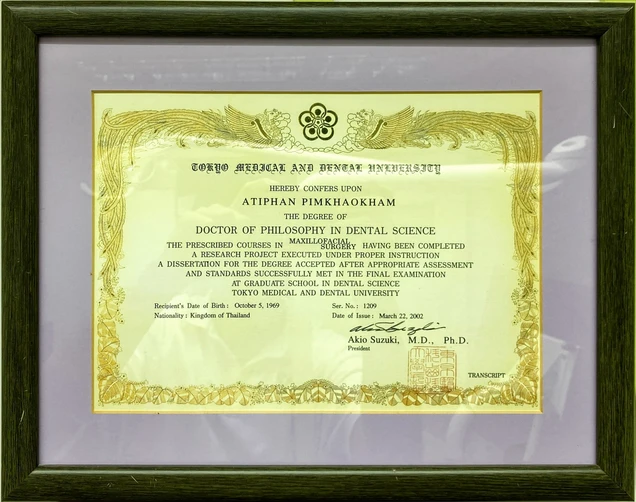 TOKYO MEDICAL AND DENTAL UNIVERSITY
HEREBY CONFERS UPON
ATIPHAN PIMKHAOKHAM
THE DEGREE OF
DOCTOR OF PHILOSOPHY IN DENTAL SCIENCE
THE PRESCRIBED COURSES IN MAXILLOFACIAL SURGERY HAVING BEEN COMPLETED
A RESEARCH PROJECT EXECUTED UNDER PROPER INSTRUCTION
A DISSERTATION FOR THE DEGREE ACCEPTED AFTER APPROPRIATE ASSESSMENT
AND STANDARDS SUCCESSFULLY MET IN THE FINAL EXAMINATION
AT GRADUATE SCHOOL IN DENTAL SCIENCE
TOKYO MEDICAL AND DENTAL UNIVERSITY
Recipient's Date of Birth : October 5, 1969 Ser. No. : 1209
Nationality : Kingdom of Thailand Date of Issue : March 22, 2002
Akio Suzuki, M.D., Ph.D.
President
TRANSCRIPT